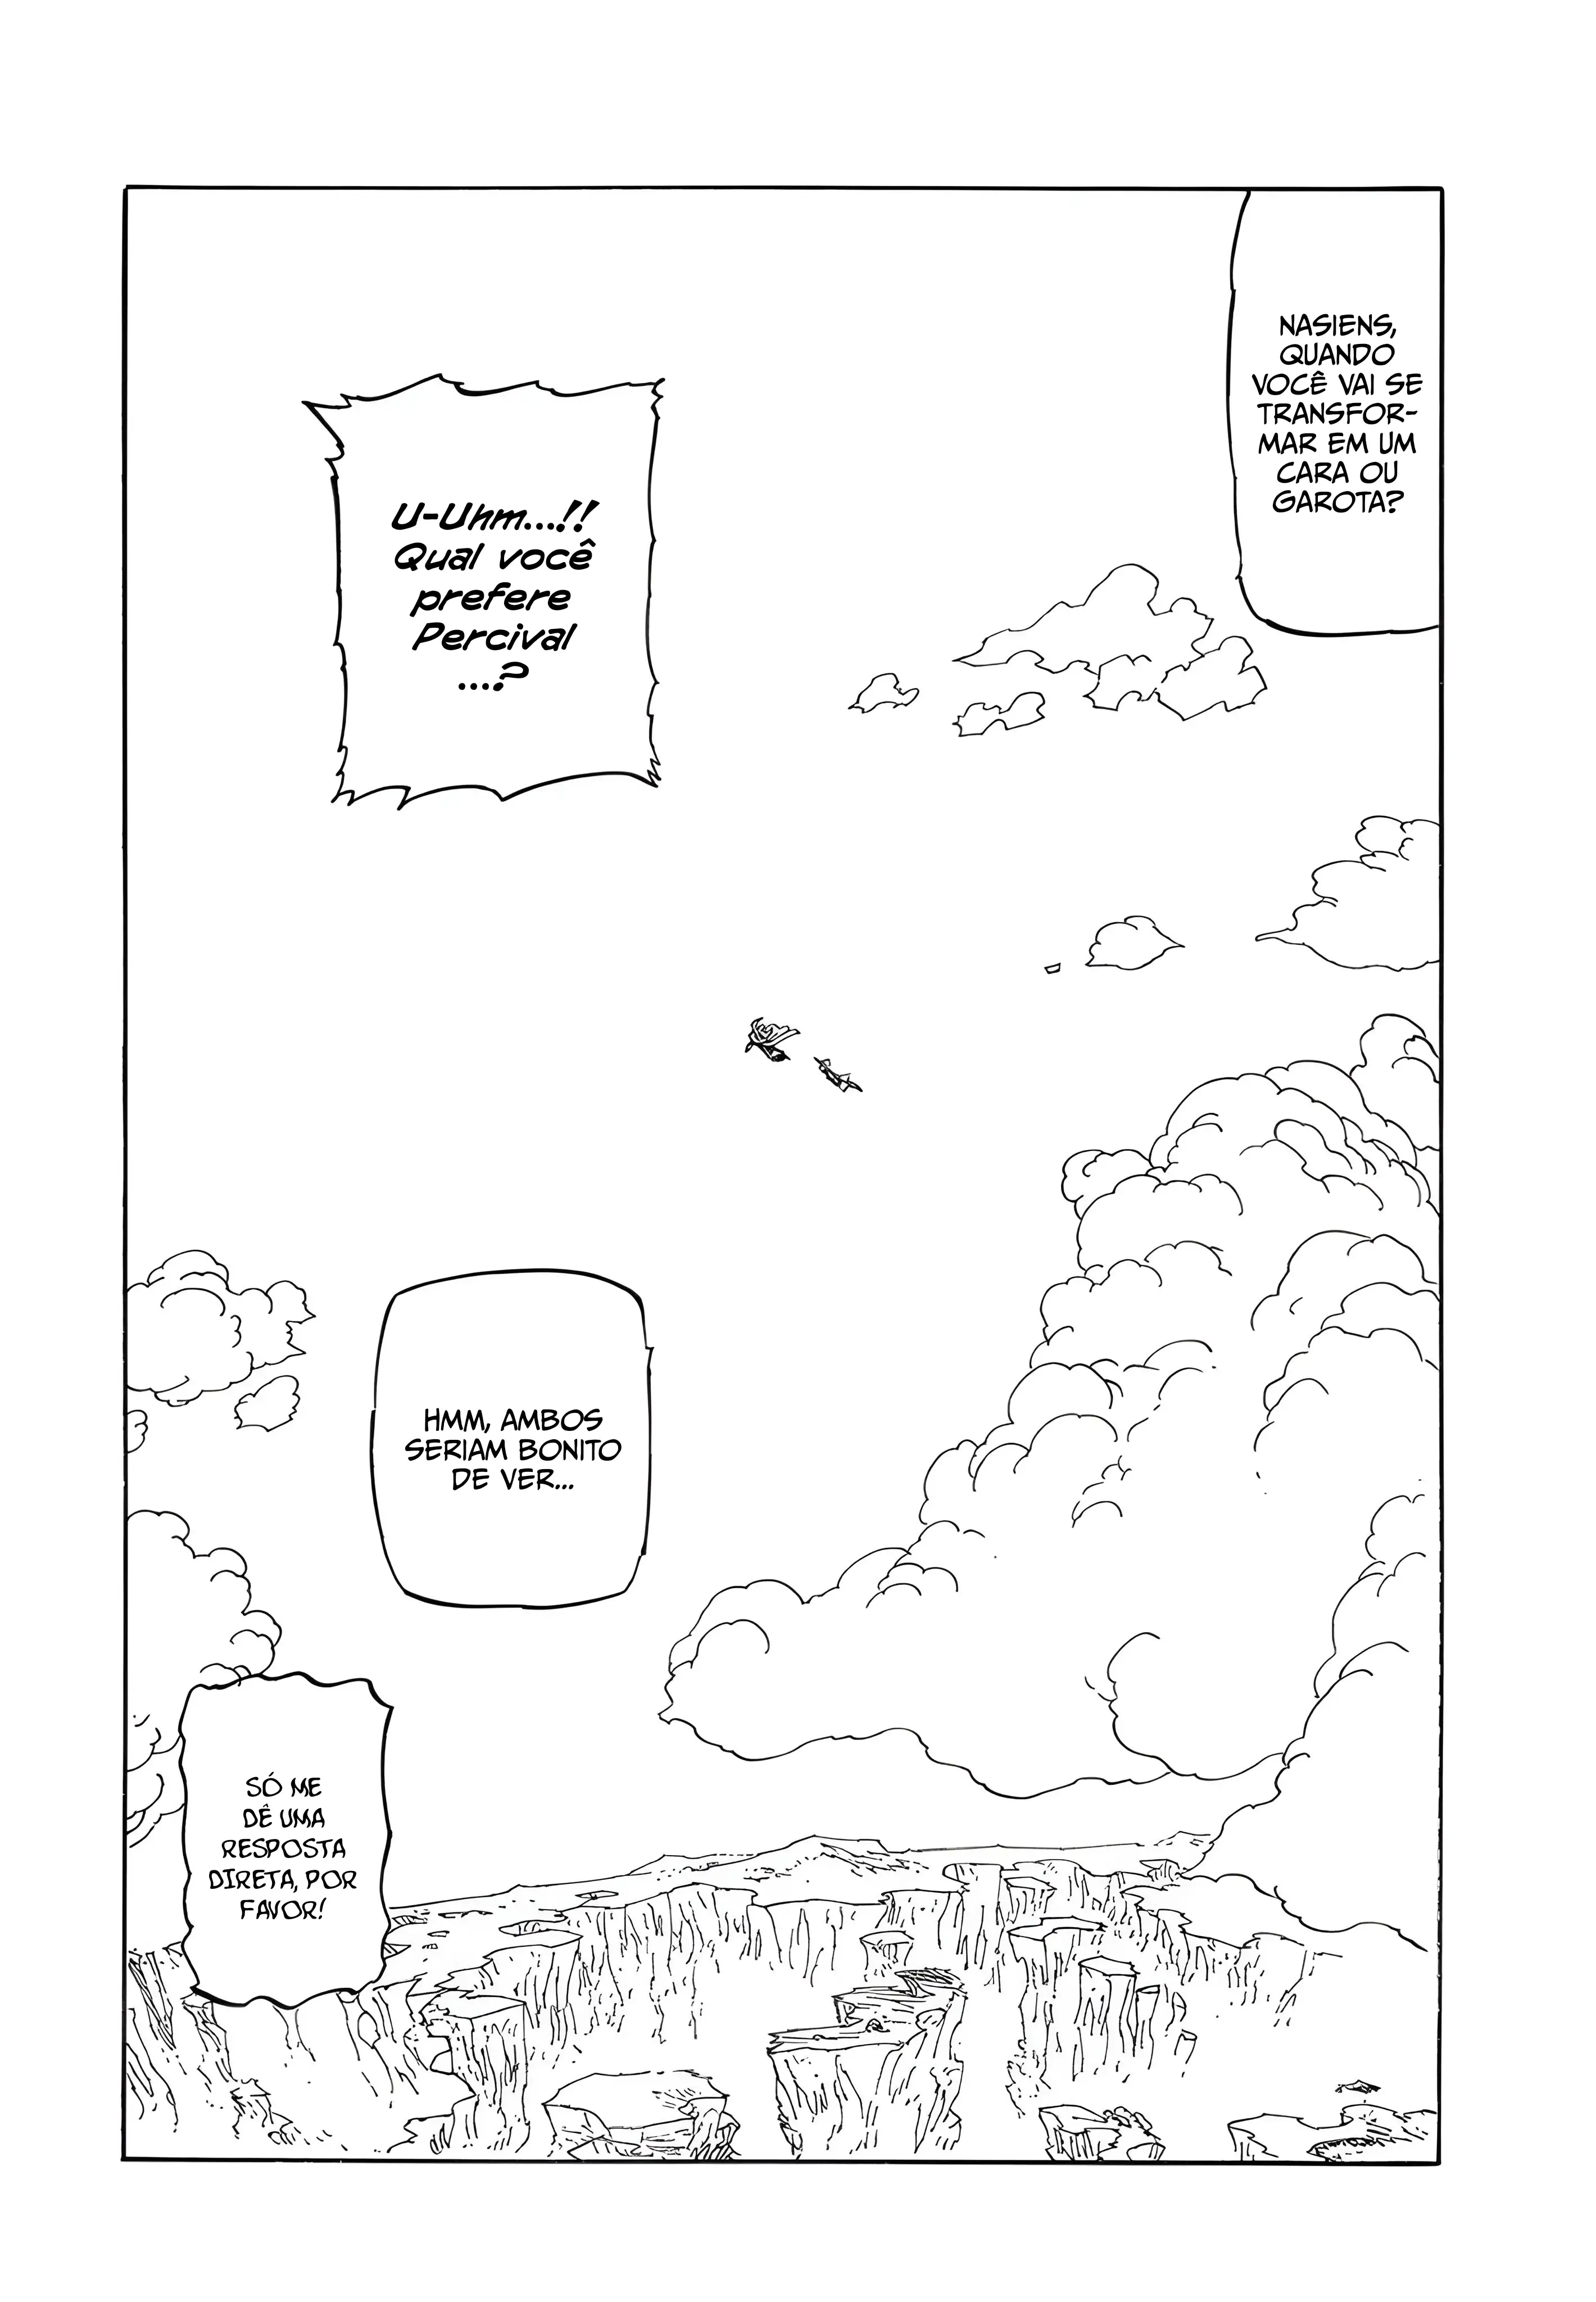 NASIENS,
QUANDO
VOCÊ VAI SE
TRANSFOR-
MAR EM UM
CARA OU
GAROTA?
U-Uhm...!!
Qual você
prefere
Percival
....?
HMM, AMBOS
SERIAM BONITO
DE VER...
SÓ ME
DÊ UMA
RESPOSTA
DIRETA, POR
FAVOR!